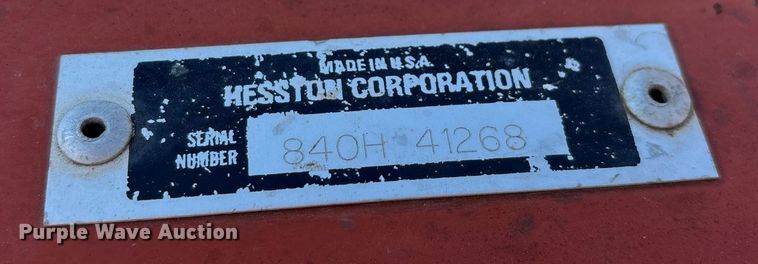 MADE IN U.S.A.
HESSTON CORPORATION
SERIAL
NUMBER
840H 41268
Purple Wave Auction